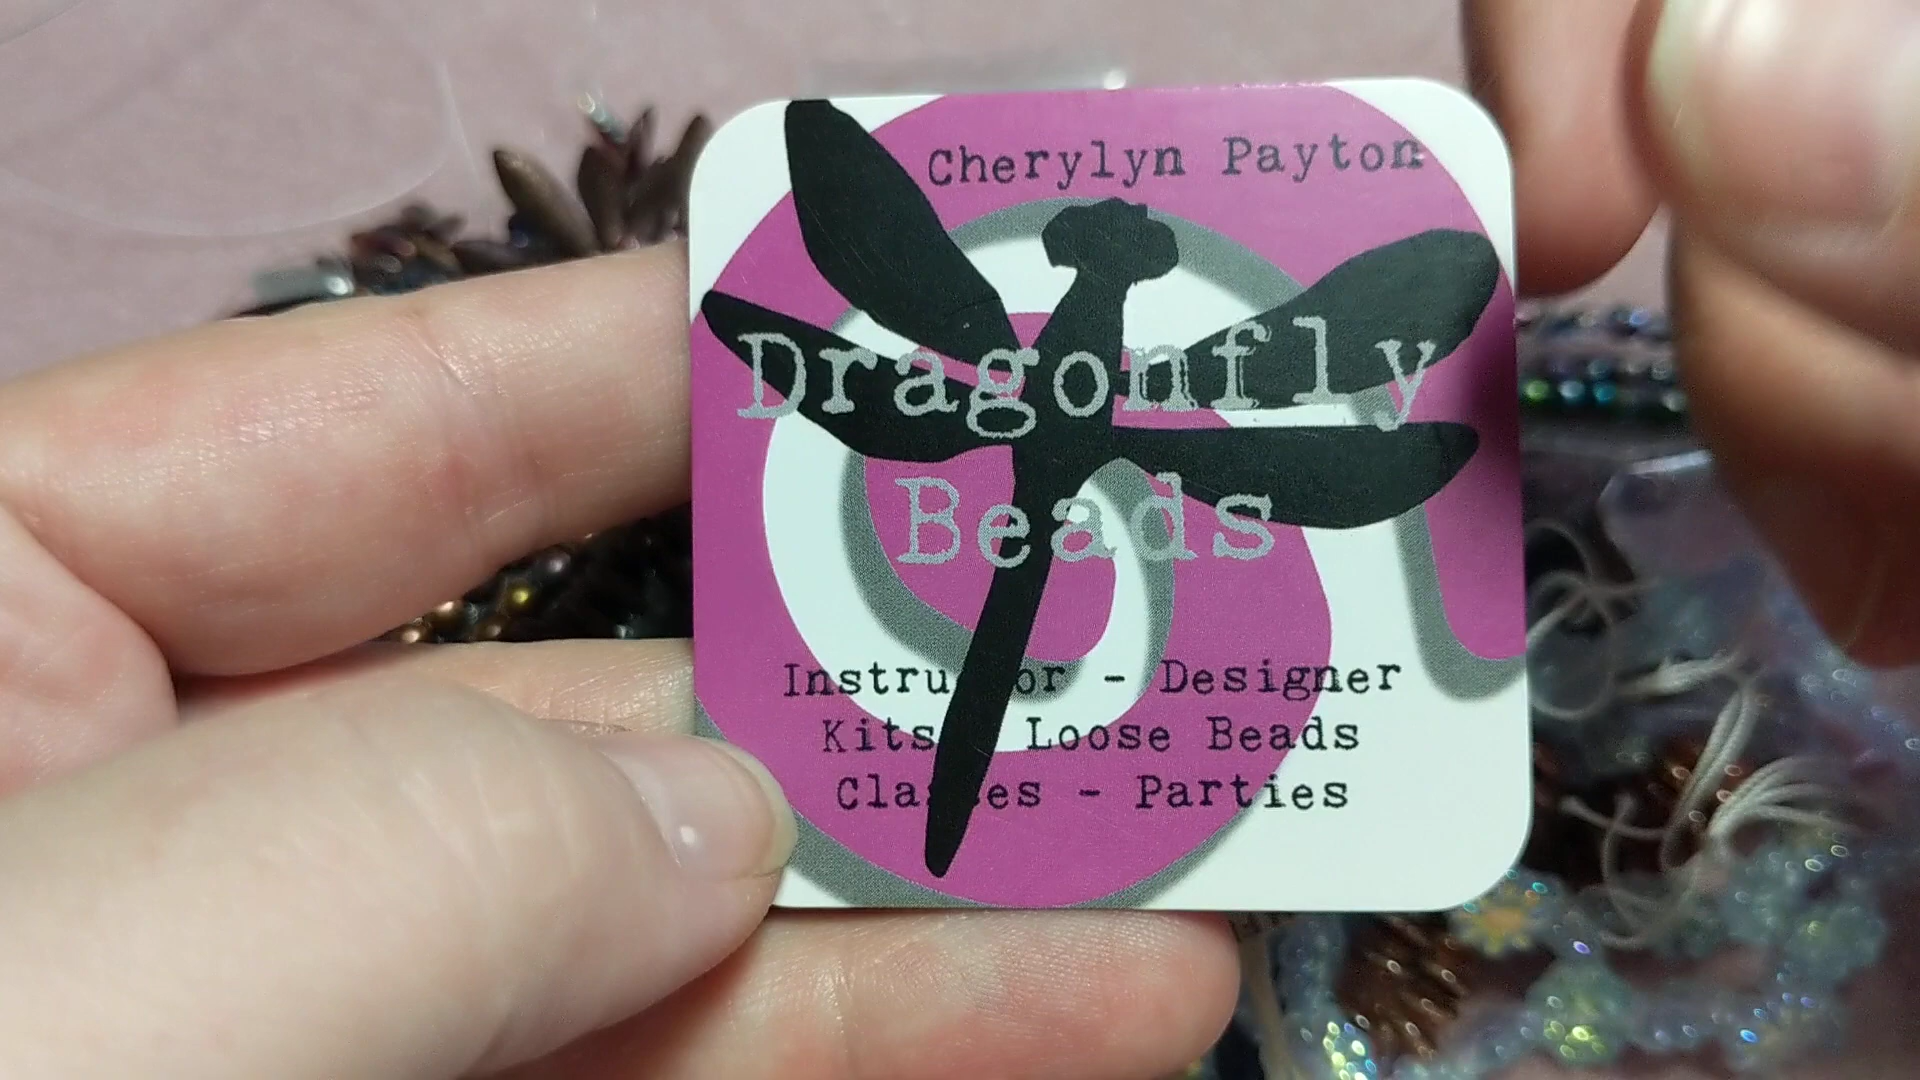 Cherylyn Payton
Dragonfly
Beads
Instructor - Designer
Kits - Loose Beads
Classes - Parties